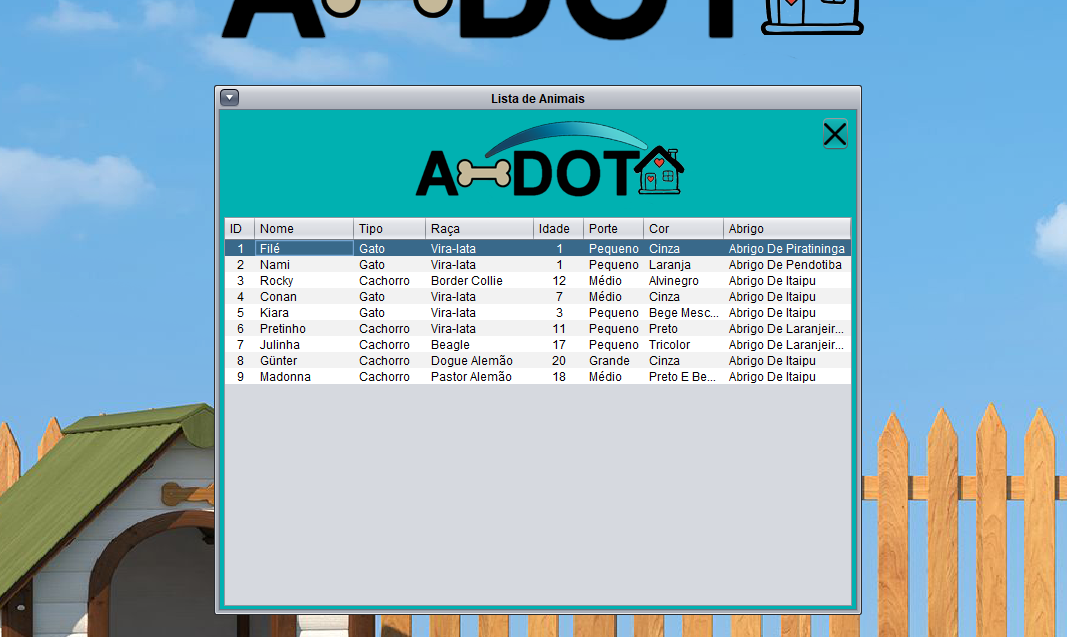 ADOT
Lista de Animais
ADOT
ID Nome Tipo Raça Idade Porte Cor Abrigo
1 Filé Gato Vira-lata 1 Pequeno Cinza Abrigo De Piratininga
2 Nami Gato Vira-lata 1 Pequeno Laranja Abrigo De Pendotiba
3 Rocky Cachorro Border Collie 12 Médio Alvinegro Abrigo De Itaipu
4 Conan Gato Vira-lata 7 Médio Cinza Abrigo De Itaipu
5 Kiara Gato Vira-lata 3 Pequeno Bege Mesc... Abrigo De Itaipu
6 Pretinho Cachorro Vira-lata 11 Pequeno Preto Abrigo De Laranjeir...
7 Julinha Cachorro Beagle 17 Pequeno Tricolor Abrigo De Laranjeir...
8 Günter Cachorro Dogue Alemão 20 Grande Cinza Abrigo De Itaipu
9 Madonna Cachorro Pastor Alemão 18 Médio Preto E Be... Abrigo De Itaipu